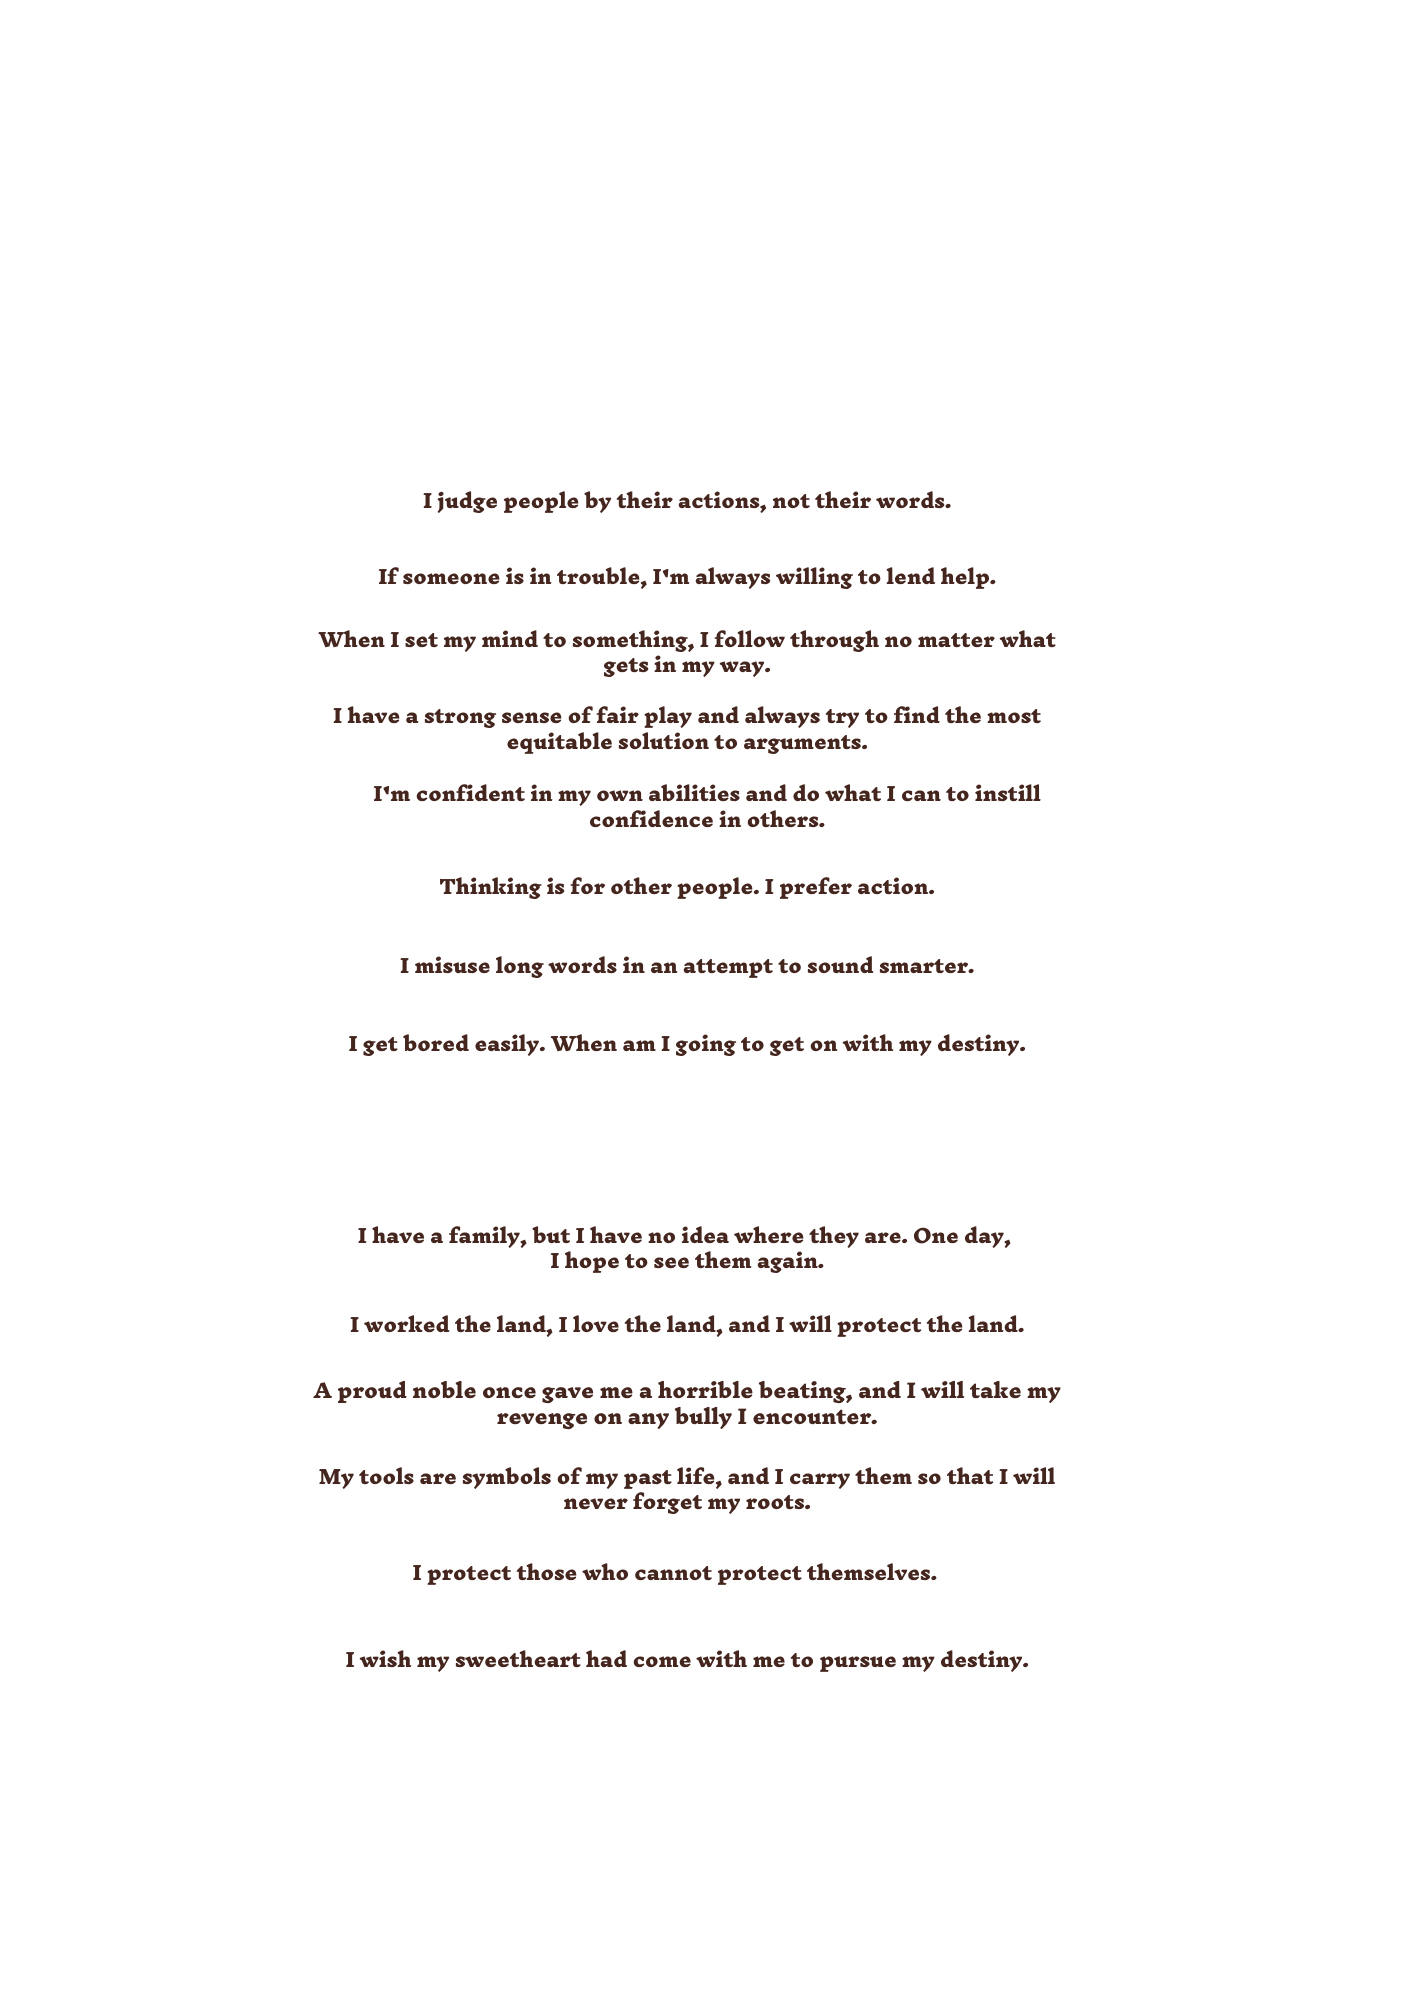 I judge people by their actions, not their words.
If someone is in trouble, I'm always willing to lend help.
When I set my mind to something, I follow through no matter what
gets in my way.
I have a strong sense of fair play and always try to find the most
equitable solution to arguments.
I'm confident in my own abilities and do what I can to instill
confidence in others.
Thinking is for other people. I prefer action.
I misuse long words in an attempt to sound smarter.
I get bored easily. When am I going to get on with my destiny.
I have a family, but I have no idea where they are. One day,
I hope to see them again.
I worked the land, I love the land, and I will protect the land.
A proud noble once gave me a horrible beating, and I will take my
revenge on any bully I encounter.
My tools are symbols of my past life, and I carry them so that I will
never forget my roots.
I protect those who cannot protect themselves.
I wish my sweetheart had come with me to pursue my destiny.